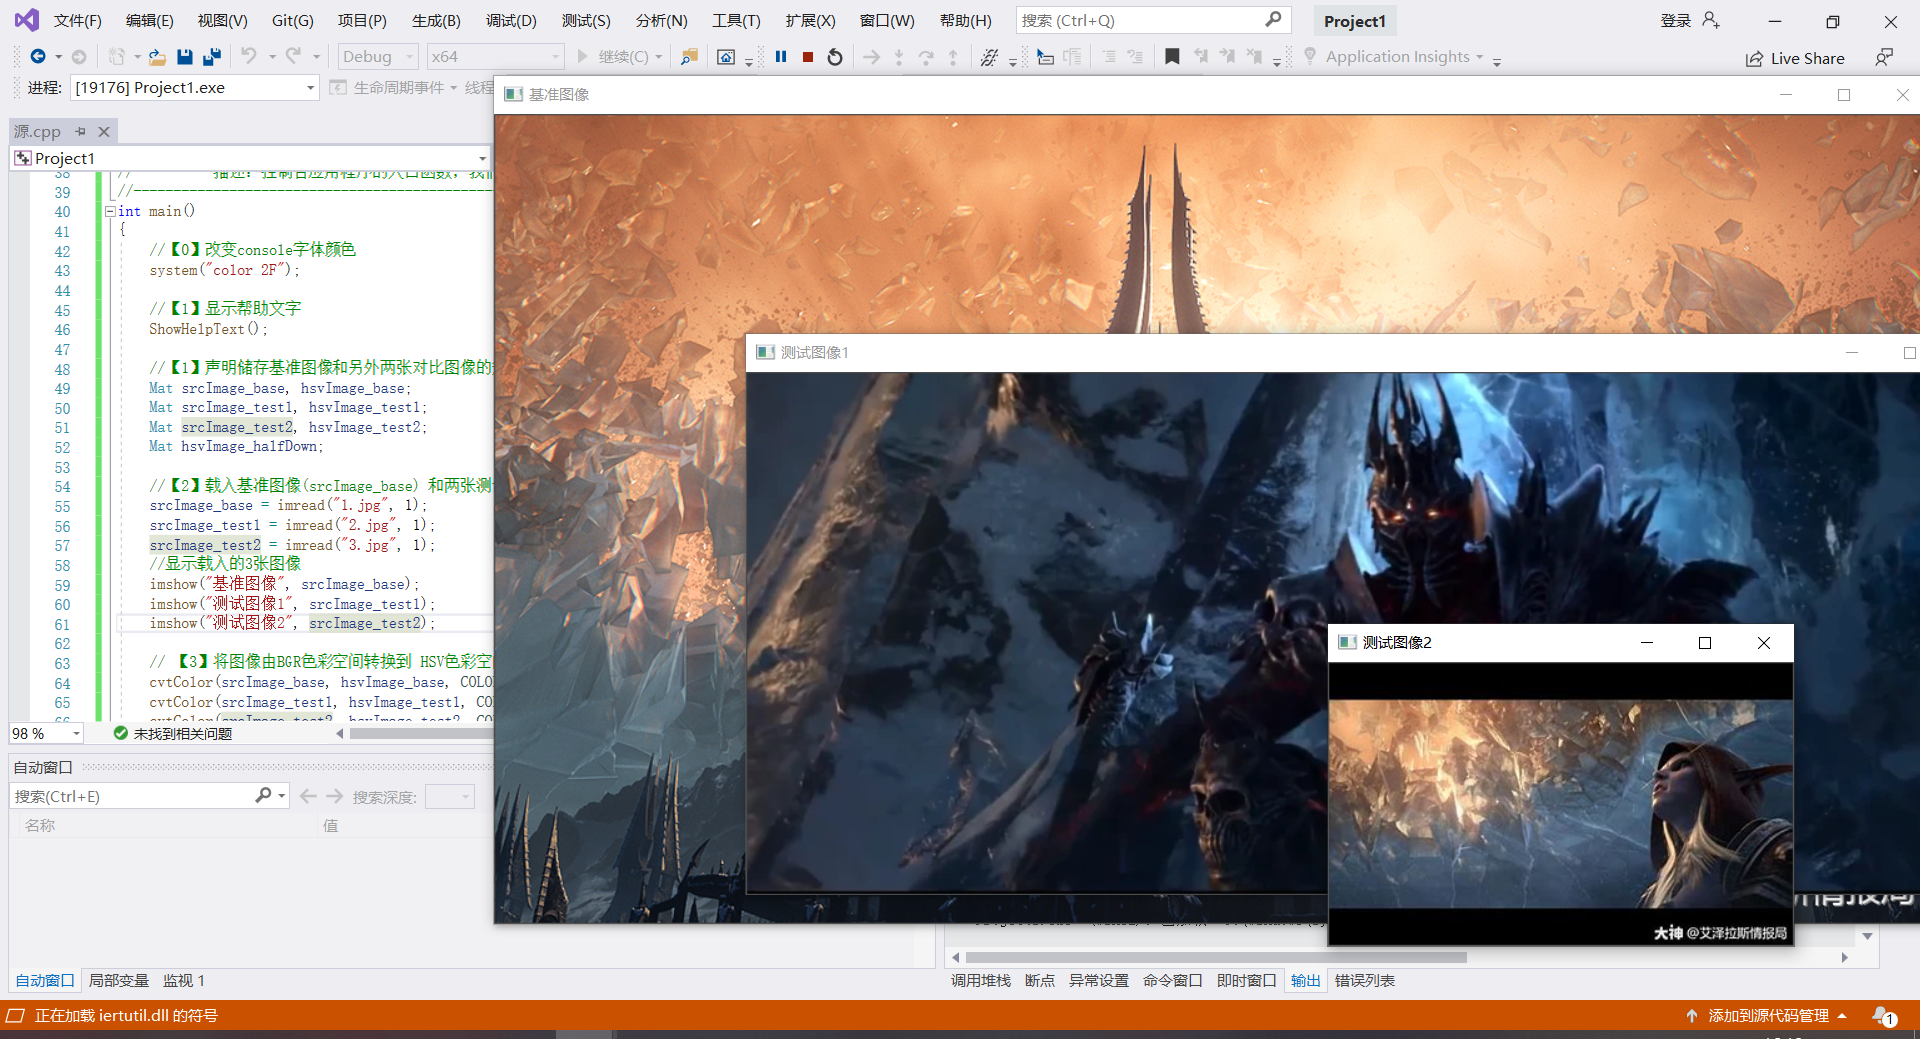 文件(F) 编辑(E) 视图(V) Git(G) 项目(P) 生成(B) 调试(D) 测试(S) 分析(N) 工具(T) 扩展(X) 窗口(W) 帮助(H) 搜索 (Ctrl+Q) Project1 登录
Debug x64 继续(C) Application Insights Live Share
进程: [19176] Project1.exe 生命周期事件 线程
基准图像
源.cpp
Project1
38 // 描述: 控制台应用程序的入口函数, 我们
39 //----------------------------------------------
40 int main()
41 {
42 //【0】改变console字体颜色
43 system("color 2F");
44
45 //【1】显示帮助文字
46 ShowHelpText();
47
48 //【1】声明储存基准图像和另外两张对比图像的
49 Mat srcImage_base, hsvImage_base;
50 Mat srcImage_test1, hsvImage_test1;
51 Mat srcImage_test2, hsvImage_test2;
52 Mat hsvImage_halfDown;
53
54 //【2】载入基准图像(srcImage_base) 和两张测
55 srcImage_base = imread("1.jpg", 1);
56 srcImage_test1 = imread("2.jpg", 1);
57 srcImage_test2 = imread("3.jpg", 1);
58 //显示载入的3张图像
59 imshow("基准图像", srcImage_base);
60 imshow("测试图像1", srcImage_test1);
61 imshow("测试图像2", srcImage_test2);
62
63 // 【3】将图像由BGR色彩空间转换到 HSV色彩空
64 cvtColor(srcImage_base, hsvImage_base, COLO
65 cvtColor(srcImage_test1, hsvImage_test1, CO
66 cvtColor(srcImage_test2, hsvImage_test2, CO
测试图像1
测试图像2
大神 @艾泽拉斯情报局
98 % 未找到相关问题
自动窗口
搜索(Ctrl+E) 搜索深度:
名称 值
自动窗口 局部变量 监视 1
调用堆栈 断点 异常设置 命令窗口 即时窗口 输出 错误列表
正在加载 iertutil.dll 的符号 添加到源代码管理 1